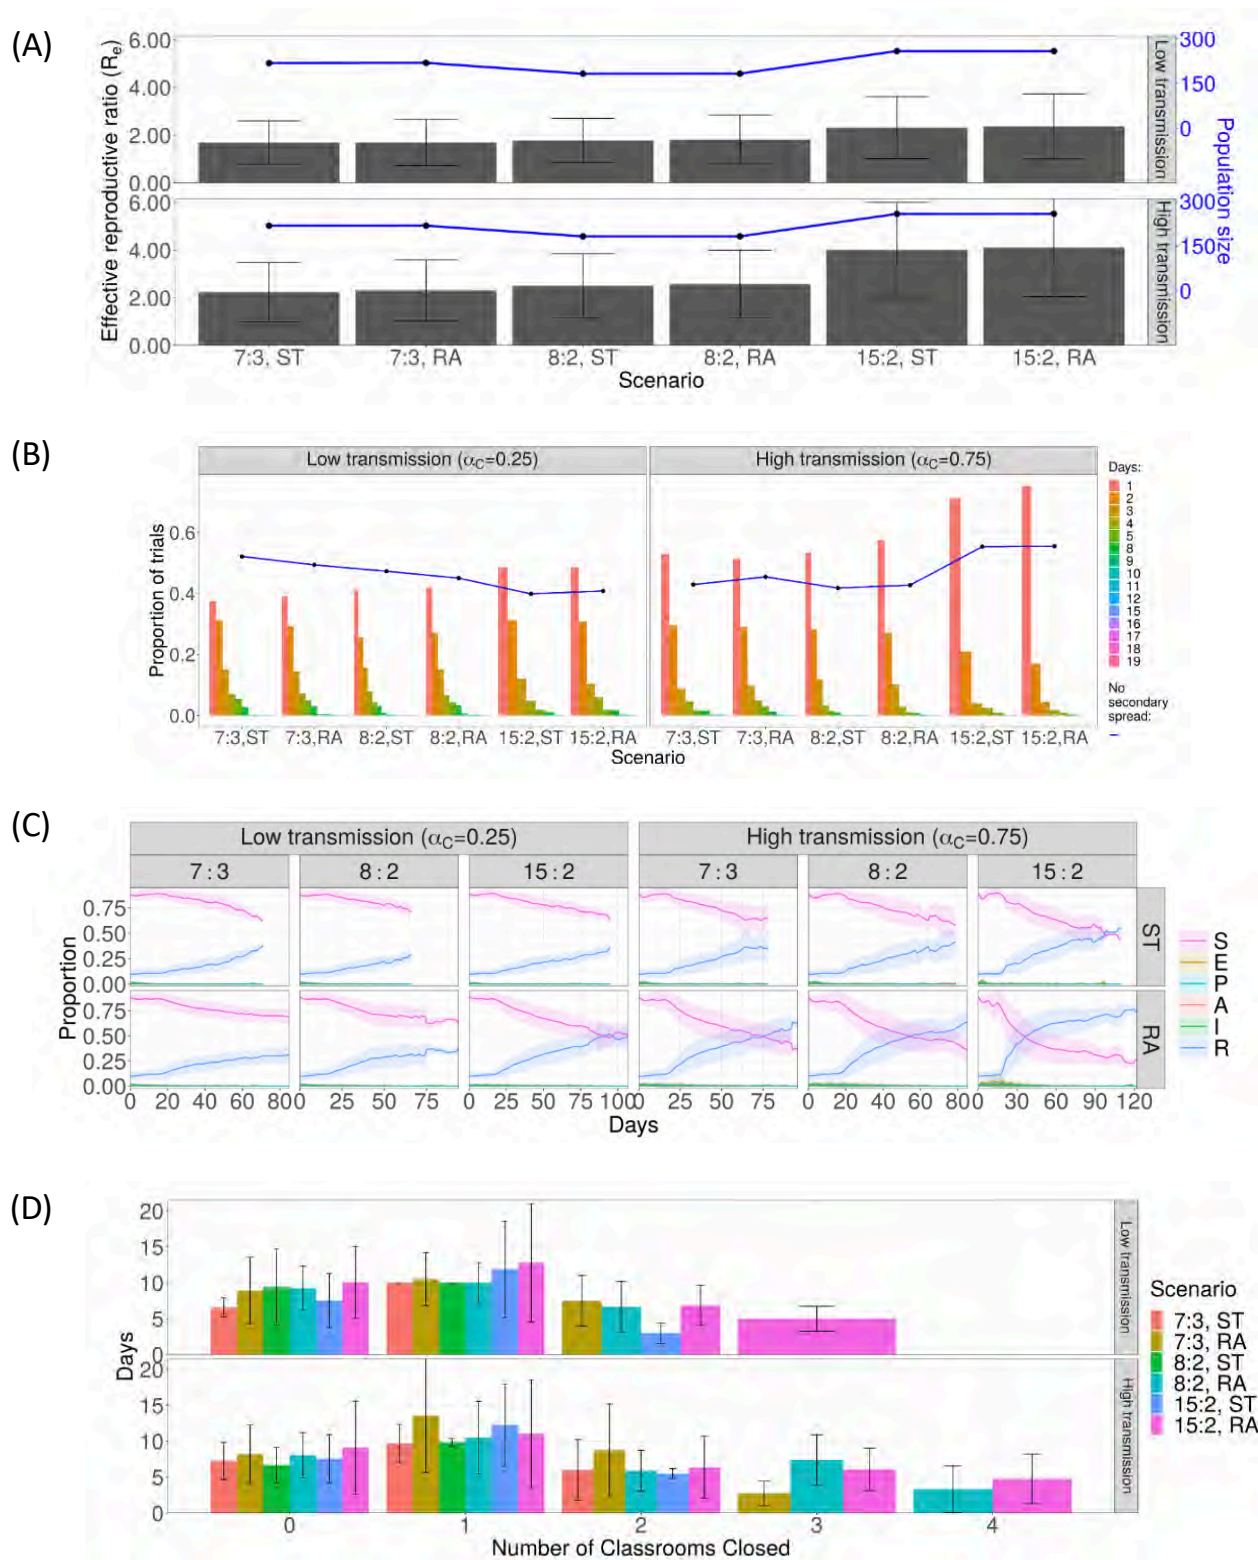 (A)
Effective reproductive ratio (Re)
6.00
4.00
2.00
0.00
300
150
0
Low transmission
6.00
4.00
2.00
0.00
300
150
0
High transmission
Population size
7:3, ST 7:3, RA 8:2, ST 8:2, RA 15:2, ST 15:2, RA
Scenario
(B)
Low transmission (αC=0.25) High transmission (αC=0.75)
Proportion of trials
0.6
0.4
0.2
0.0
7:3,ST 7:3,RA 8:2,ST 8:2,RA 15:2,ST 15:2,RA 7:3,ST 7:3,RA 8:2,ST 8:2,RA 15:2,ST 15:2,RA
Scenario
Days:
1
2
3
4
5
8
9
10
11
12
15
16
17
18
19
No
secondary
spread:
(C)
Low transmission (αC=0.25) High transmission (αC=0.75)
7 : 3 8 : 2 15 : 2 7 : 3 8 : 2 15 : 2
Proportion
0.75
0.50
0.25
0.00
ST
0.75
0.50
0.25
0.00
RA
0 20 40 60 80 0 25 50 75 0 25 50 75 100 0 25 50 75 0 20 40 60 80 0 30 60 90 120
Days
S
E
P
A
I
R
(D)
Days
20
15
10
5
0
Low transmission
20
15
10
5
0
High transmission
0 1 2 3 4
Number of Classrooms Closed
Scenario
7:3, ST
7:3, RA
8:2, ST
8:2, RA
15:2, ST
15:2, RA